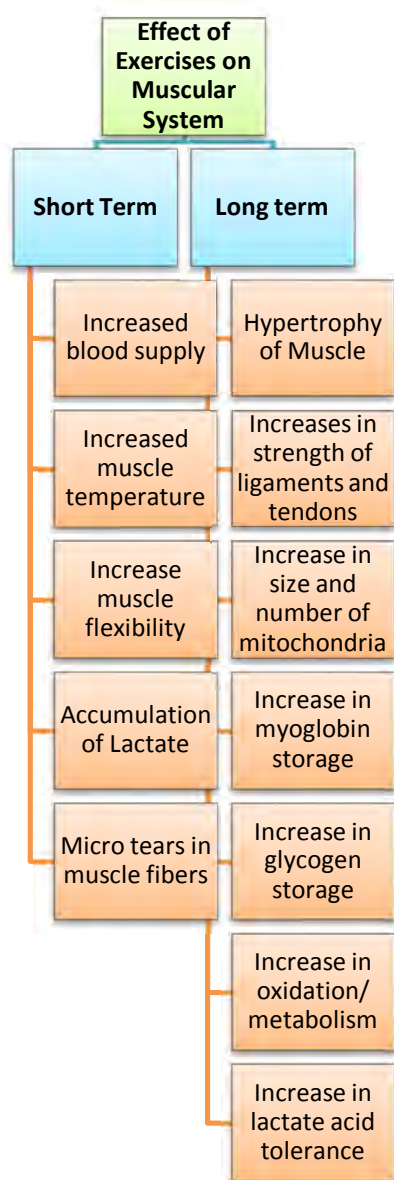 Effect of
Exercises on
Muscular
System
Short Term
Long term
Increased
blood supply
Increased
muscle
temperature
Increase
muscle
flexibility
Accumulation
of Lactate
Micro tears in
muscle fibers
Hypertrophy
of Muscle
Increases in
strength of
ligaments and
tendons
Increase in
size and
number of
mitochondria
Increase in
myoglobin
storage
Increase in
glycogen
storage
Increase in
oxidation/
metabolism
Increase in
lactate acid
tolerance